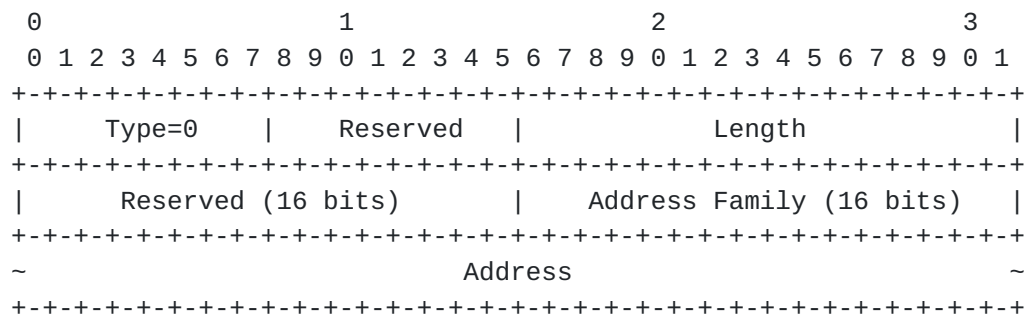 0                   1                   2                   3
 0 1 2 3 4 5 6 7 8 9 0 1 2 3 4 5 6 7 8 9 0 1 2 3 4 5 6 7 8 9 0 1
+-+-+-+-+-+-+-+-+-+-+-+-+-+-+-+-+-+-+-+-+-+-+-+-+-+-+-+-+-+-+-+-+
|     Type=0    |    Reserved   |            Length             |
+-+-+-+-+-+-+-+-+-+-+-+-+-+-+-+-+-+-+-+-+-+-+-+-+-+-+-+-+-+-+-+-+
|      Reserved (16 bits)       |    Address Family (16 bits)   |
+-+-+-+-+-+-+-+-+-+-+-+-+-+-+-+-+-+-+-+-+-+-+-+-+-+-+-+-+-+-+-+-+
~                            Address                            ~
+-+-+-+-+-+-+-+-+-+-+-+-+-+-+-+-+-+-+-+-+-+-+-+-+-+-+-+-+-+-+-+-+